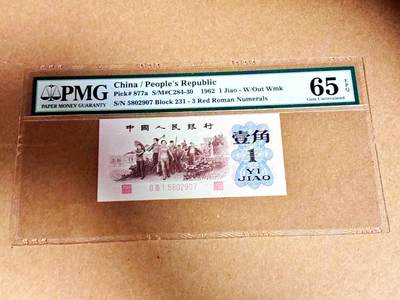 PMG
PAPER MONEY GUARANTY
China / People's Republic
Pick# 877a S/M#C284-30 1962 1 Jiao - W/Out Wmk
S/N 5802907 Block 231 - 3 Red Roman Numerals
65 EPQ
Gem Uncirculated
中國人民銀行
壹角
1
YI
JIAO
II III I 5802907